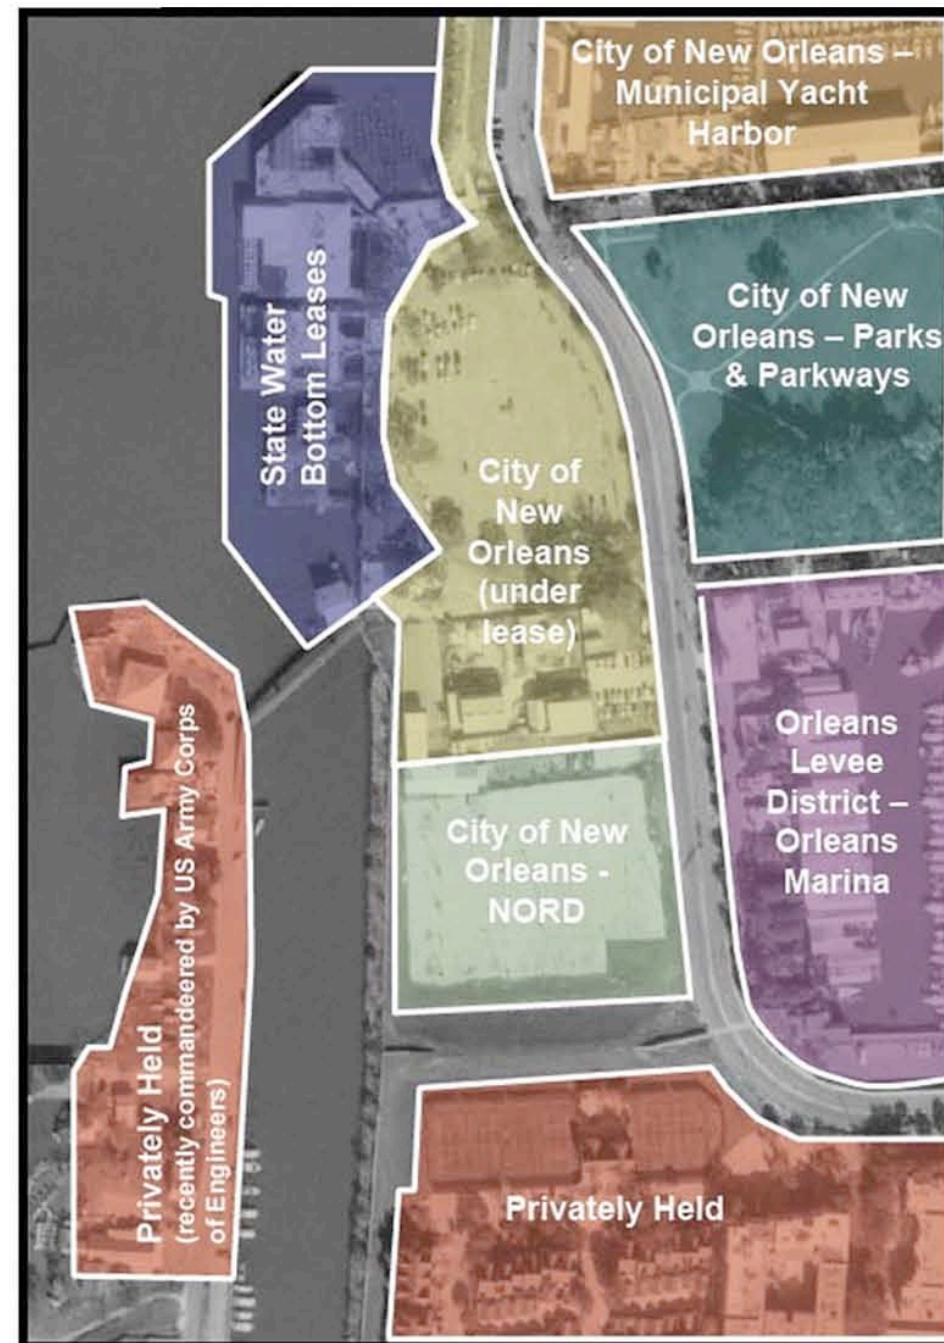 City of New Orleans –
Municipal Yacht
Harbor
City of New
Orleans – Parks
& Parkways
State Water
Bottom Leases
City of
New
Orleans
(under
lease)
Orleans
Levee
District –
Orleans
Marina
City of New
Orleans -
NORD
Privately Held
(recently commandeered by US Army Corps
of Engineers)
Privately Held